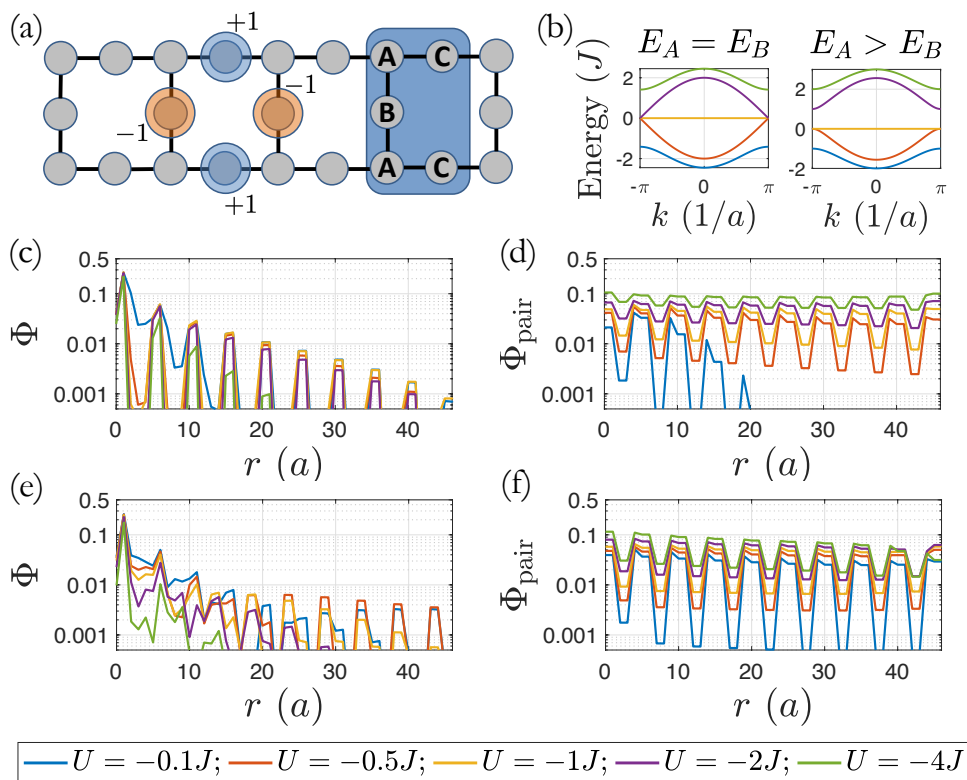 (a)
+1
−1
−1
+1
A
C
B
A
C
(b)
E_A = E_B
E_A > E_B
Energy (J)
2
0
-2
-π
0
π
k (1/a)
2
0
-2
-π
0
π
k (1/a)
(c)
Φ
0.5
0.1
0.01
0.001
0
10
20
30
40
r (a)
(d)
Φ_pair
0.5
0.1
0.01
0.001
0
10
20
30
40
r (a)
(e)
Φ
0.5
0.1
0.01
0.001
0
10
20
30
40
r (a)
(f)
Φ_pair
0.5
0.1
0.01
0.001
0
10
20
30
40
r (a)
U = −0.1J; U = −0.5J; U = −1J; U = −2J; U = −4J